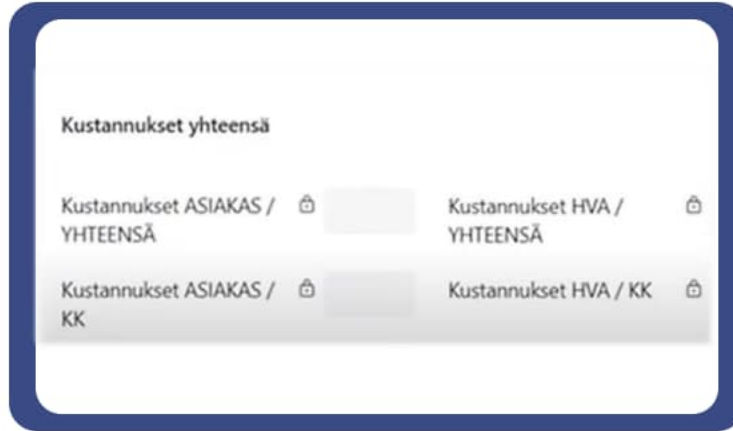 Kustannukset yhteensä
Kustannukset ASIAKAS /
YHTEENSÄ
Kustannukset HVA /
YHTEENSÄ
Kustannukset ASIAKAS /
KK
Kustannukset HVA / KK